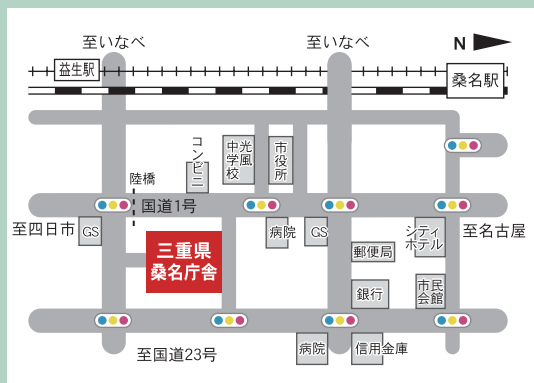 至いなべ
至いなべ
N
益生駅
桑名駅
コンビニ
中学校
光風
市役所
陸橋
国道1号
至四日市
GS
病院
GS
シティ
ホテル
至名古屋
三重県
桑名庁舎
郵便局
銀行
市民
会館
至国道23号
病院
信用金庫